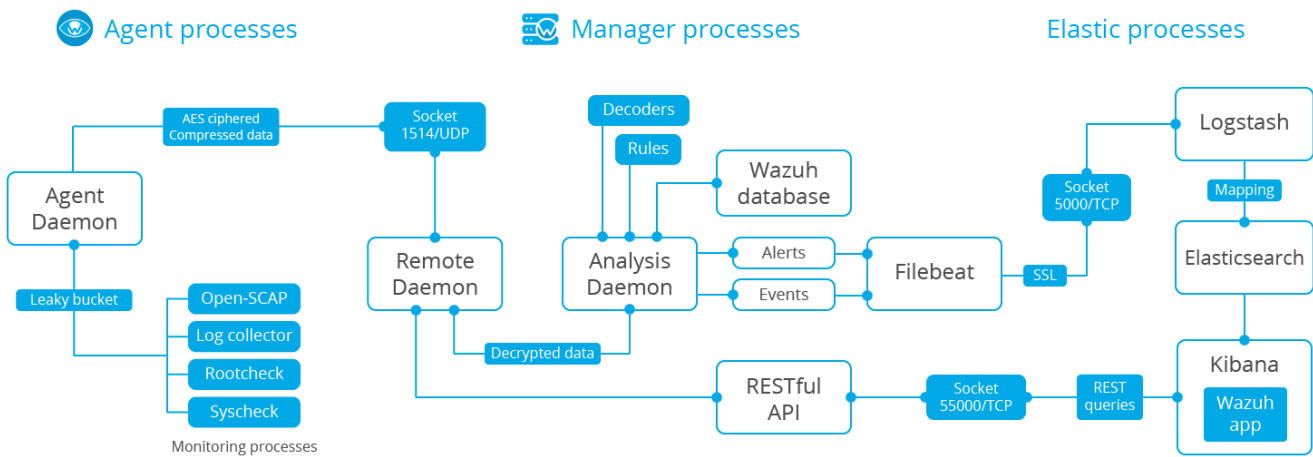 Agent processes
Manager processes
Elastic processes
AES ciphered
Compressed data
Socket
1514/UDP
Agent
Daemon
Leaky bucket
Open-SCAP
Log collector
Rootcheck
Syscheck
Monitoring processes
Remote
Daemon
Decrypted data
Decoders
Rules
Wazuh
database
Analysis
Daemon
Alerts
Events
Filebeat
SSL
Socket
5000/TCP
Logstash
Mapping
Elasticsearch
RESTful
API
Socket
55000/TCP
REST
queries
Kibana
Wazuh
app